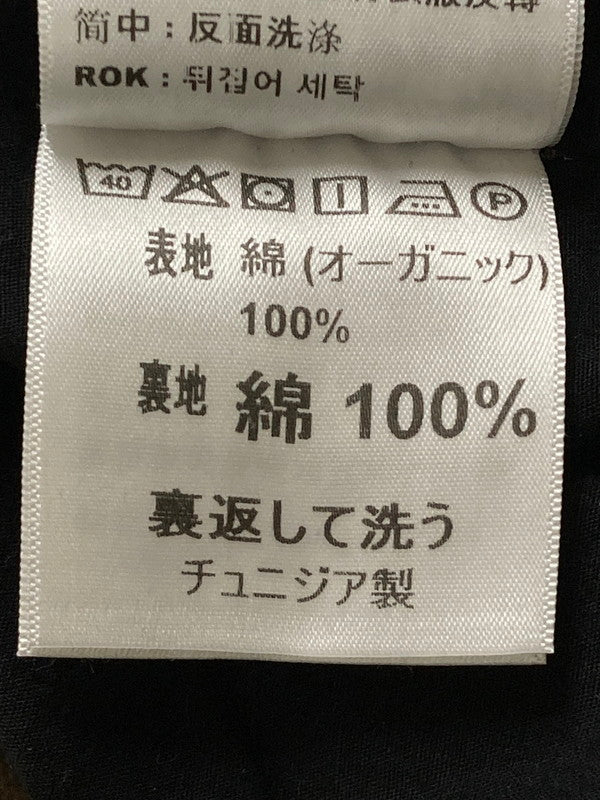 简中：反面洗涤
ROK : 뒤집어 세탁
40 P
表地 綿 (オーガニック)
100%
裏地 綿 100%
裏返して洗う
チュニジア製